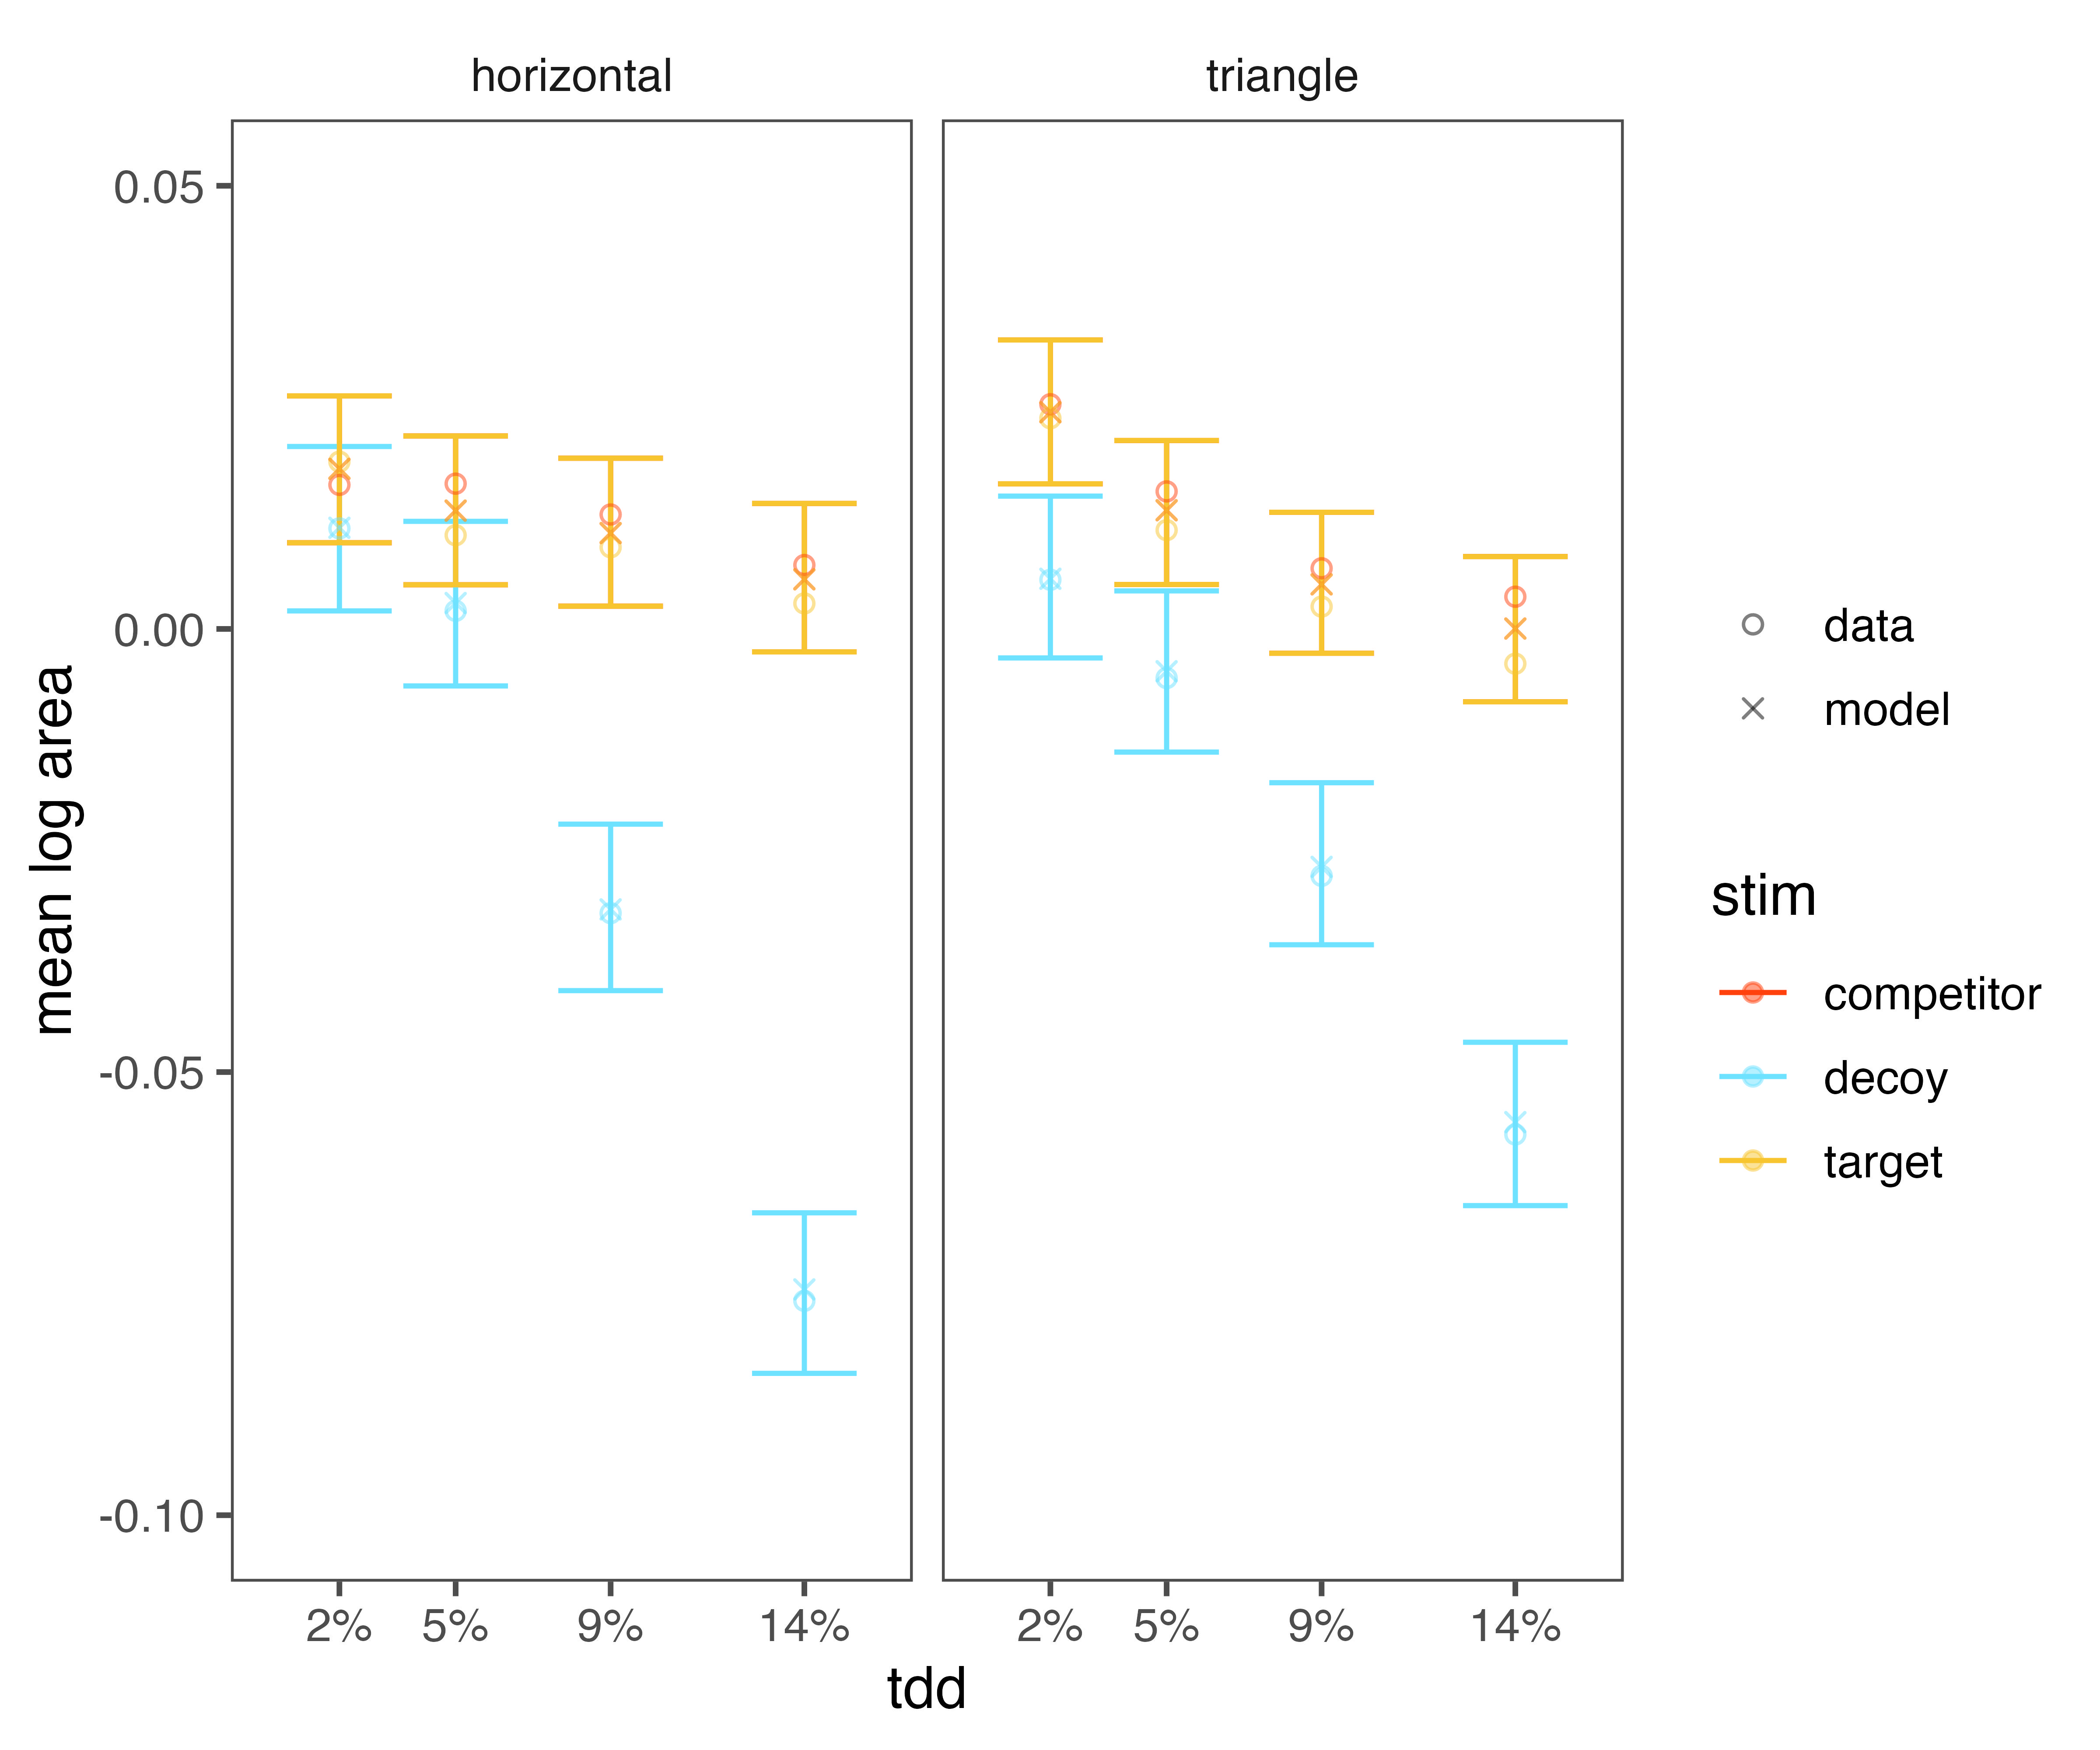 horizontal
triangle
0.05
0.00
-0.05
-0.10
mean log area
2% 5% 9% 14%
2% 5% 9% 14%
tdd
data
model
stim
competitor
decoy
target